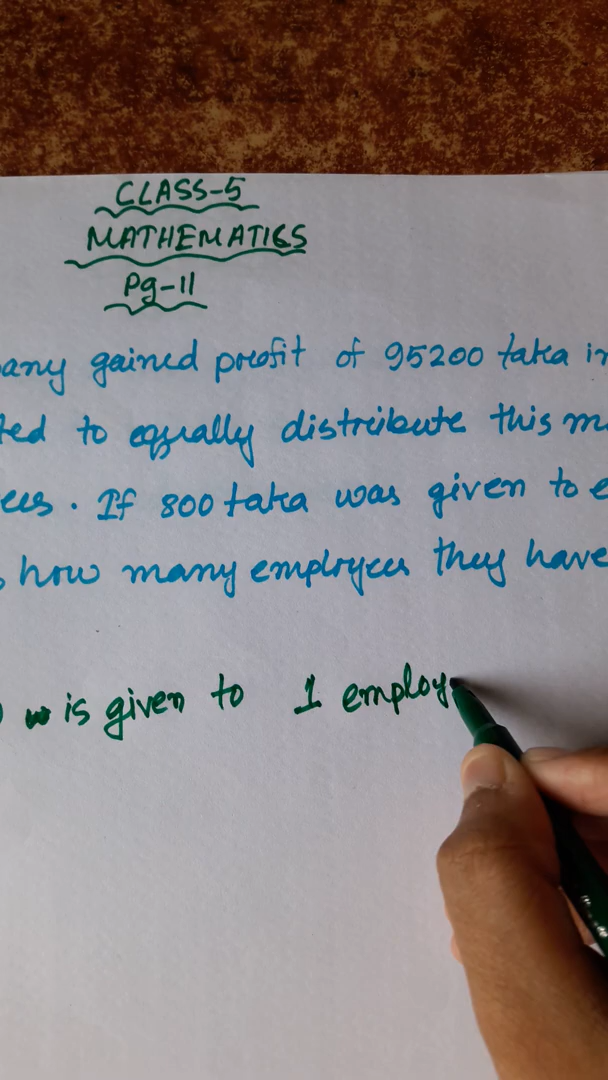 CLASS-5
MATHEMATICS
Pg-11
pany gained profit of 95200 taka in
ted to equally distribute this m
ees. If 800 taka was given to e
how many employees they have
is given to 1 employ